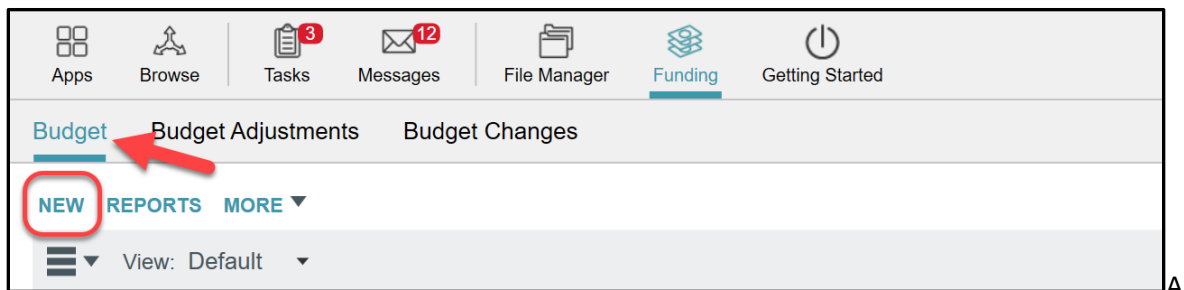 3 12
Apps Browse Tasks Messages File Manager Funding Getting Started
Budget Budget Adjustments Budget Changes
NEW REPORTS MORE
View: Default
A